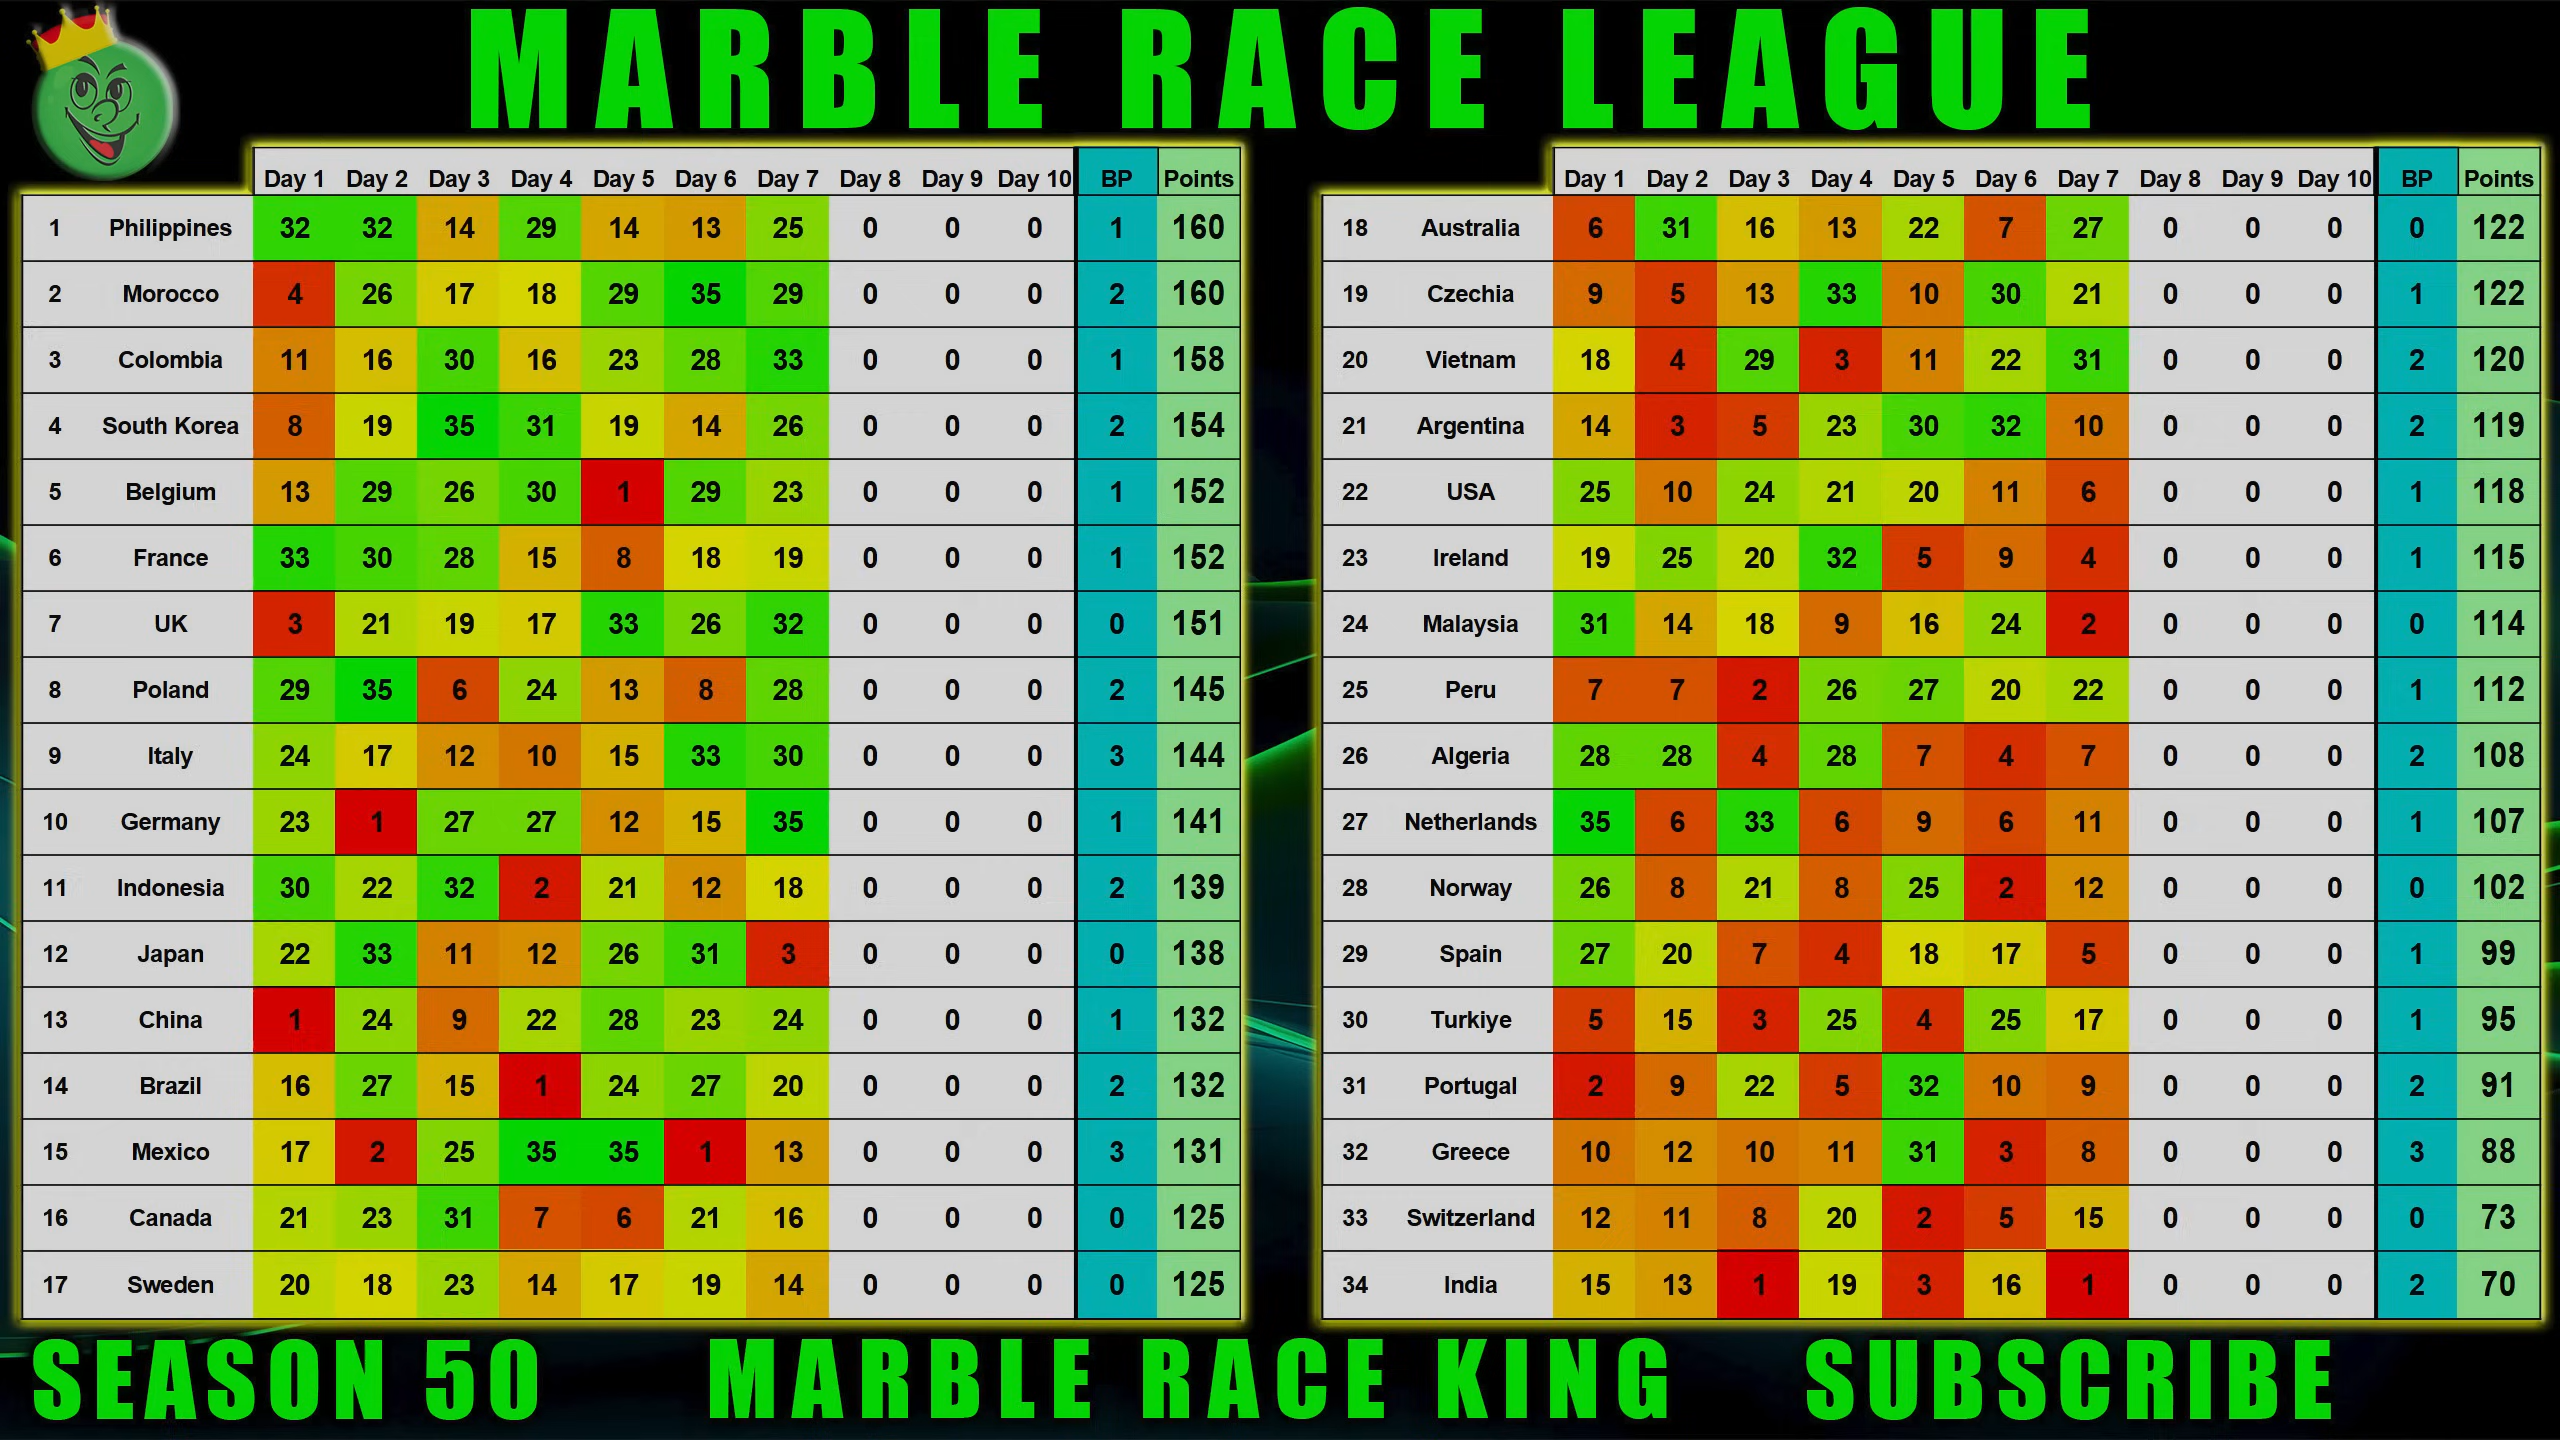 MARBLE RACE LEAGUE
Day 1 Day 2 Day 3 Day 4 Day 5 Day 6 Day 7 Day 8 Day 9 Day 10 BP Points
1 Philippines 32 32 14 29 14 13 25 0 0 0 1 160
2 Morocco 4 26 17 18 29 35 29 0 0 0 2 160
3 Colombia 11 16 30 16 23 28 33 0 0 0 1 158
4 South Korea 8 19 35 31 19 14 26 0 0 0 2 154
5 Belgium 13 29 26 30 1 29 23 0 0 0 1 152
6 France 33 30 28 15 8 18 19 0 0 0 1 152
7 UK 3 21 19 17 33 26 32 0 0 0 0 151
8 Poland 29 35 6 24 13 8 28 0 0 0 2 145
9 Italy 24 17 12 10 15 33 30 0 0 0 3 144
10 Germany 23 1 27 27 12 15 35 0 0 0 1 141
11 Indonesia 30 22 32 2 21 12 18 0 0 0 2 139
12 Japan 22 33 11 12 26 31 3 0 0 0 0 138
13 China 1 24 9 22 28 23 24 0 0 0 1 132
14 Brazil 16 27 15 1 24 27 20 0 0 0 2 132
15 Mexico 17 2 25 35 35 1 13 0 0 0 3 131
16 Canada 21 23 31 7 6 21 16 0 0 0 0 125
17 Sweden 20 18 23 14 17 19 14 0 0 0 0 125
Day 1 Day 2 Day 3 Day 4 Day 5 Day 6 Day 7 Day 8 Day 9 Day 10 BP Points
18 Australia 6 31 16 13 22 7 27 0 0 0 0 122
19 Czechia 9 5 13 33 10 30 21 0 0 0 1 122
20 Vietnam 18 4 29 3 11 22 31 0 0 0 2 120
21 Argentina 14 3 5 23 30 32 10 0 0 0 2 119
22 USA 25 10 24 21 20 11 6 0 0 0 1 118
23 Ireland 19 25 20 32 5 9 4 0 0 0 1 115
24 Malaysia 31 14 18 9 16 24 2 0 0 0 0 114
25 Peru 7 7 2 26 27 20 22 0 0 0 1 112
26 Algeria 28 28 4 28 7 4 7 0 0 0 2 108
27 Netherlands 35 6 33 6 9 6 11 0 0 0 1 107
28 Norway 26 8 21 8 25 2 12 0 0 0 0 102
29 Spain 27 20 7 4 18 17 5 0 0 0 1 99
30 Turkiye 5 15 3 25 4 25 17 0 0 0 1 95
31 Portugal 2 9 22 5 32 10 9 0 0 0 2 91
32 Greece 10 12 10 11 31 3 8 0 0 0 3 88
33 Switzerland 12 11 8 20 2 5 15 0 0 0 0 73
34 India 15 13 1 19 3 16 1 0 0 0 2 70
SEASON 50 MARBLE RACE KING SUBSCRIBE